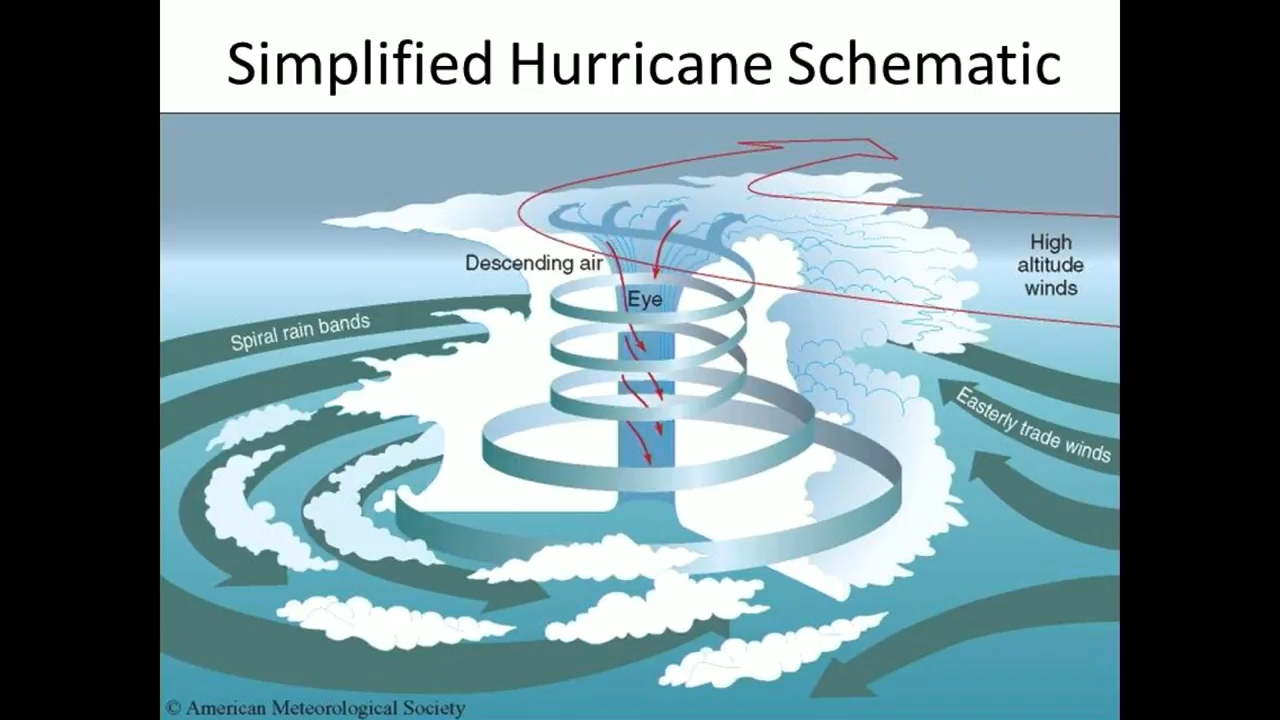 Simplified Hurricane Schematic
High
altitude
winds
Descending air
Eye
Spiral rain bands
Easterly trade winds
© American Meteorological Society